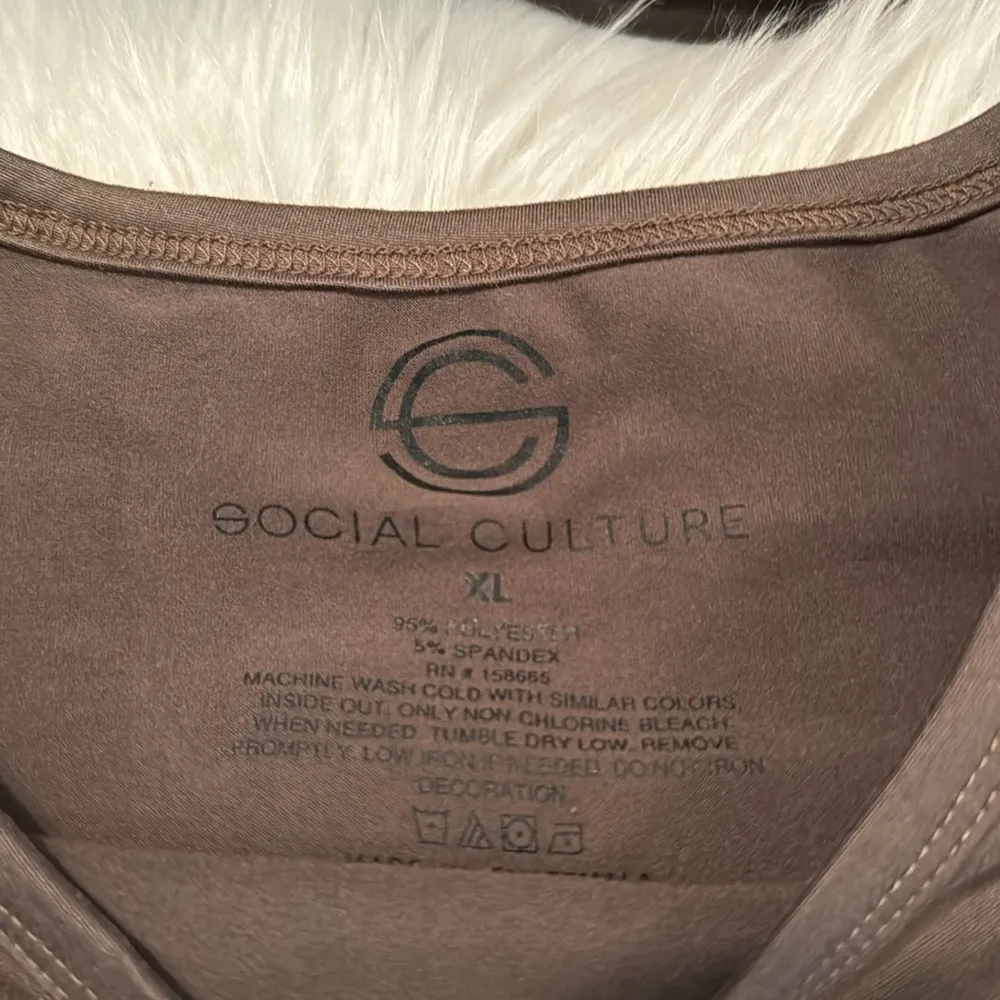 SOCIAL CULTURE
XL
95% POLYESTER
5% SPANDEX
RN # 158665
MACHINE WASH COLD WITH SIMILAR COLORS,
INSIDE OUT. ONLY NON CHLORINE BLEACH
WHEN NEEDED. TUMBLE DRY LOW. REMOVE
PROMPTLY. LOW IRON IF NEEDED. DO NOT IRON
DECORATION
MADE